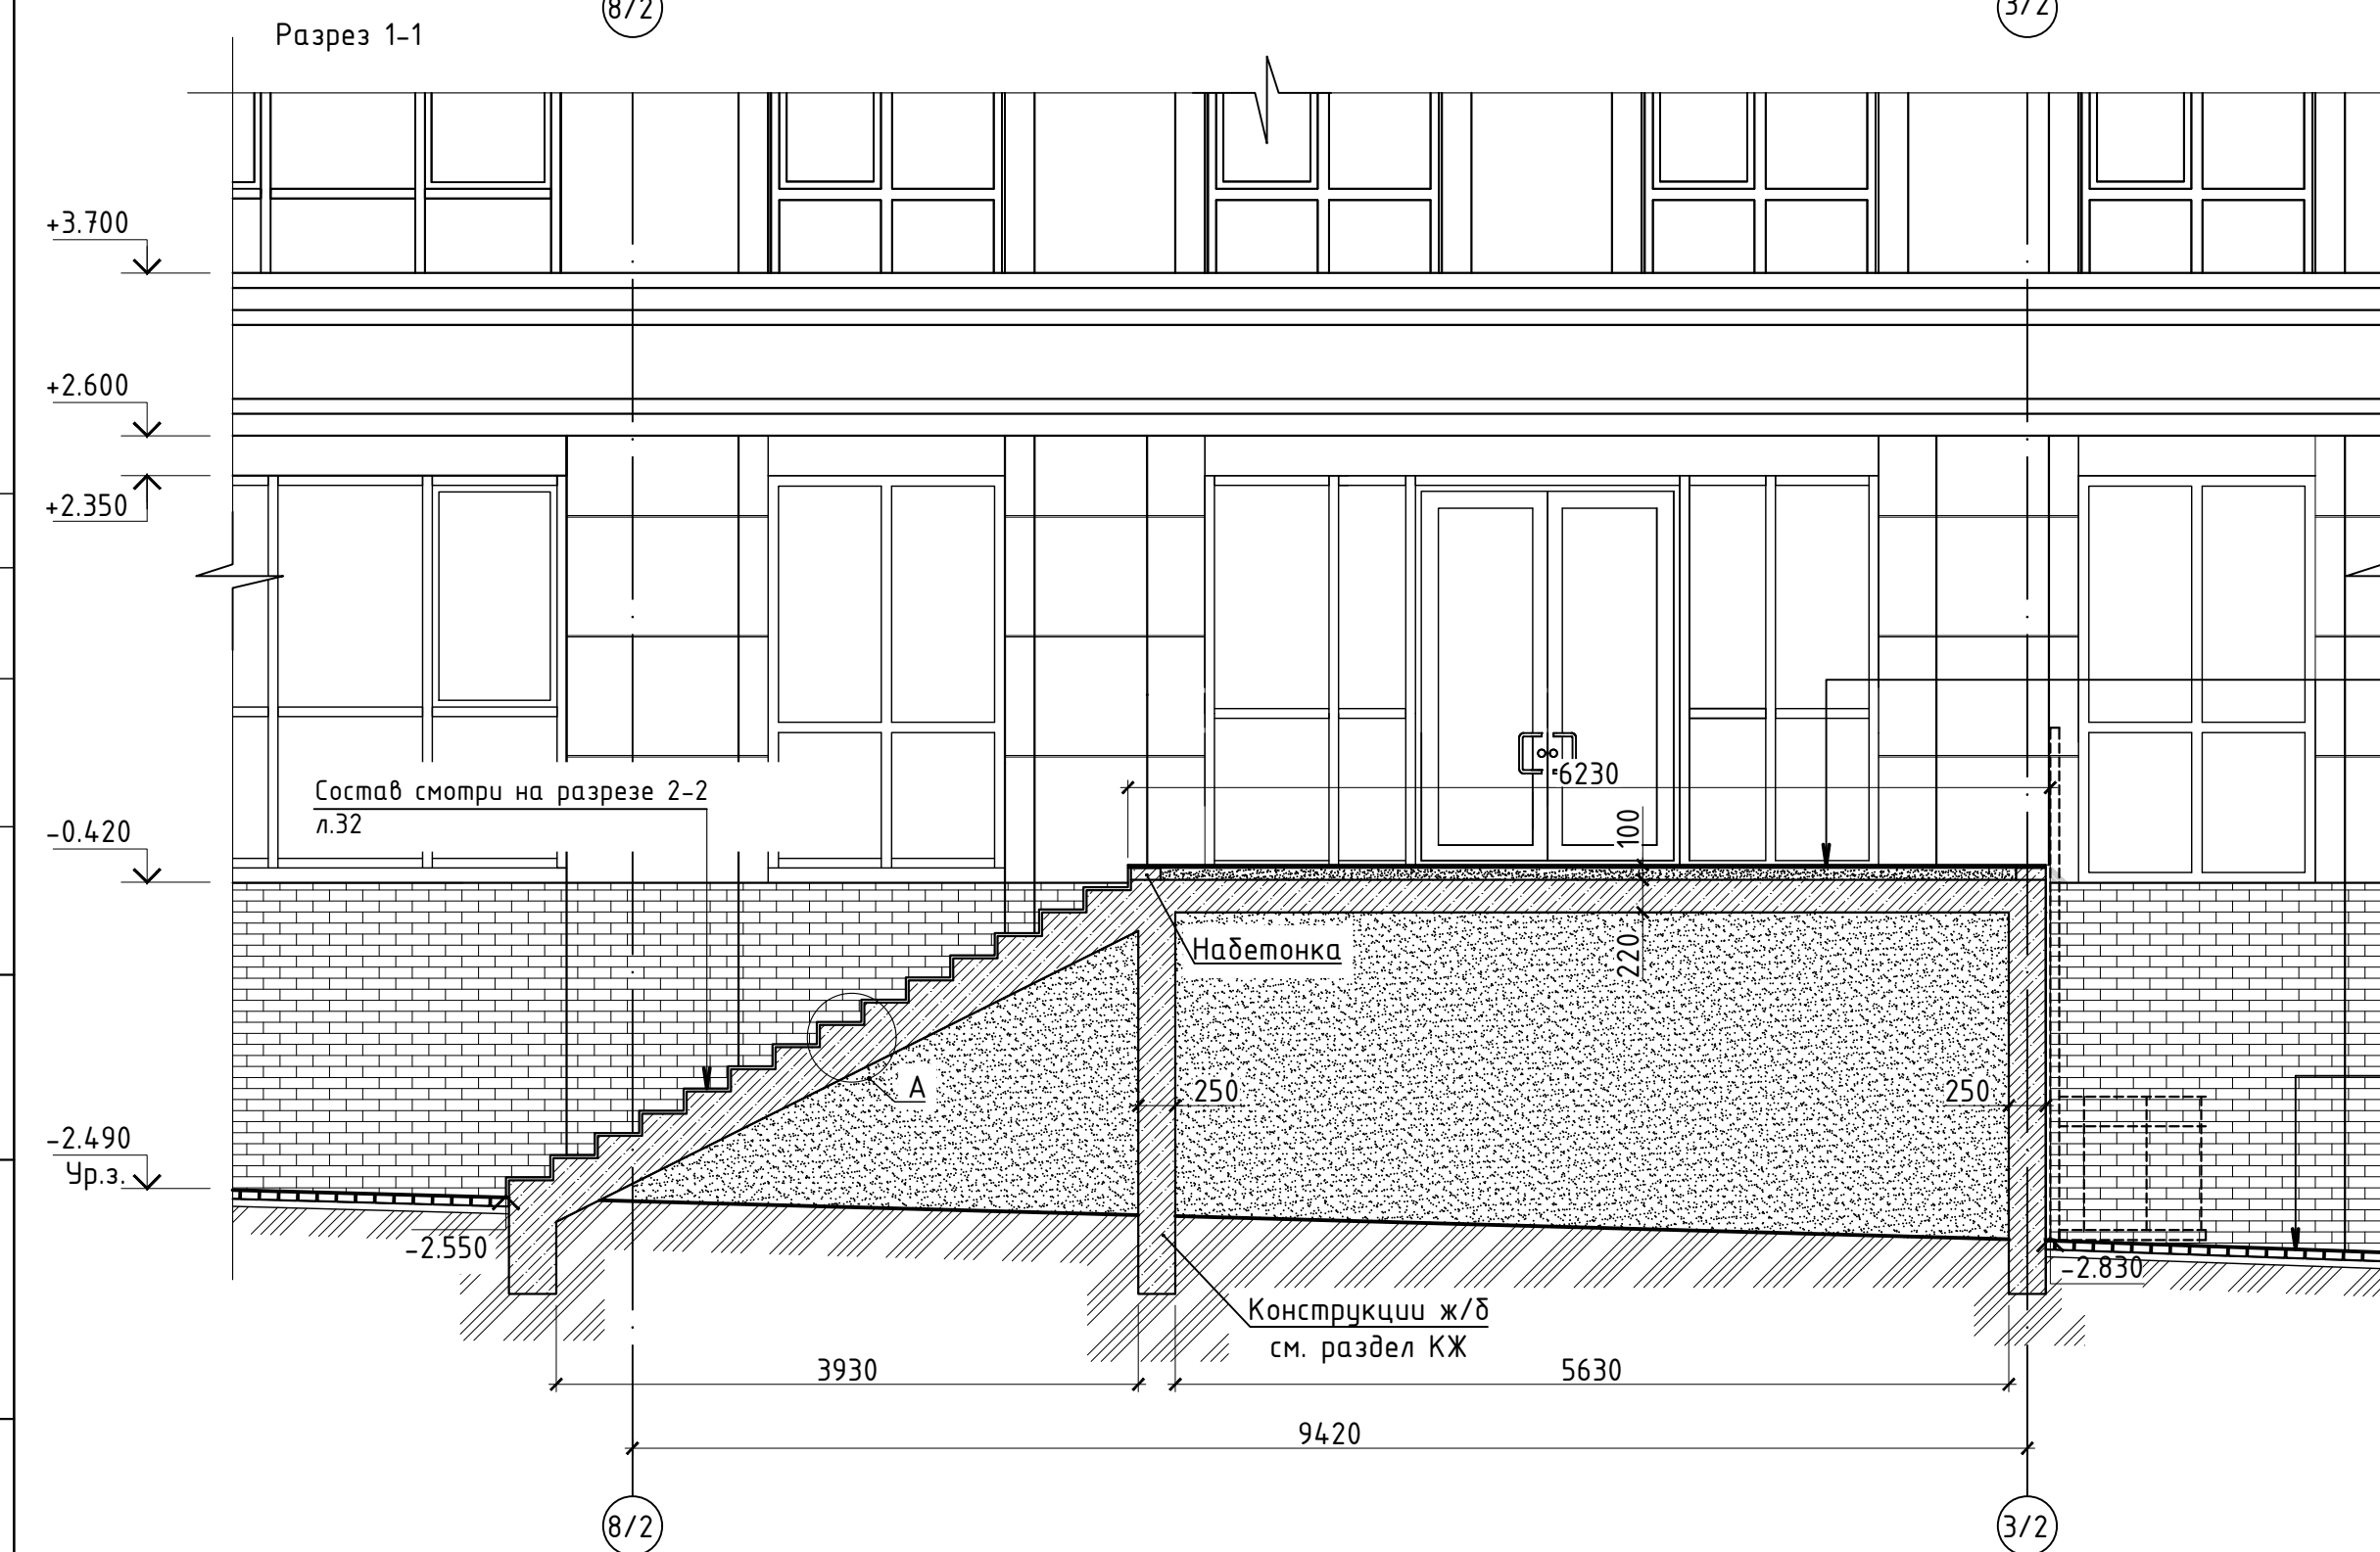 8/2
3/2
Разрез 1-1
+3.700
+2.600
+2.350
6230
Состав смотри на разрезе 2-2
л.32
100
-0.420
Набетонка
220
А
250
250
-2.490
Ур.з.
-2.550
-2.830
Конструкции ж/б
см. раздел КЖ
3930
5630
9420
8/2
3/2